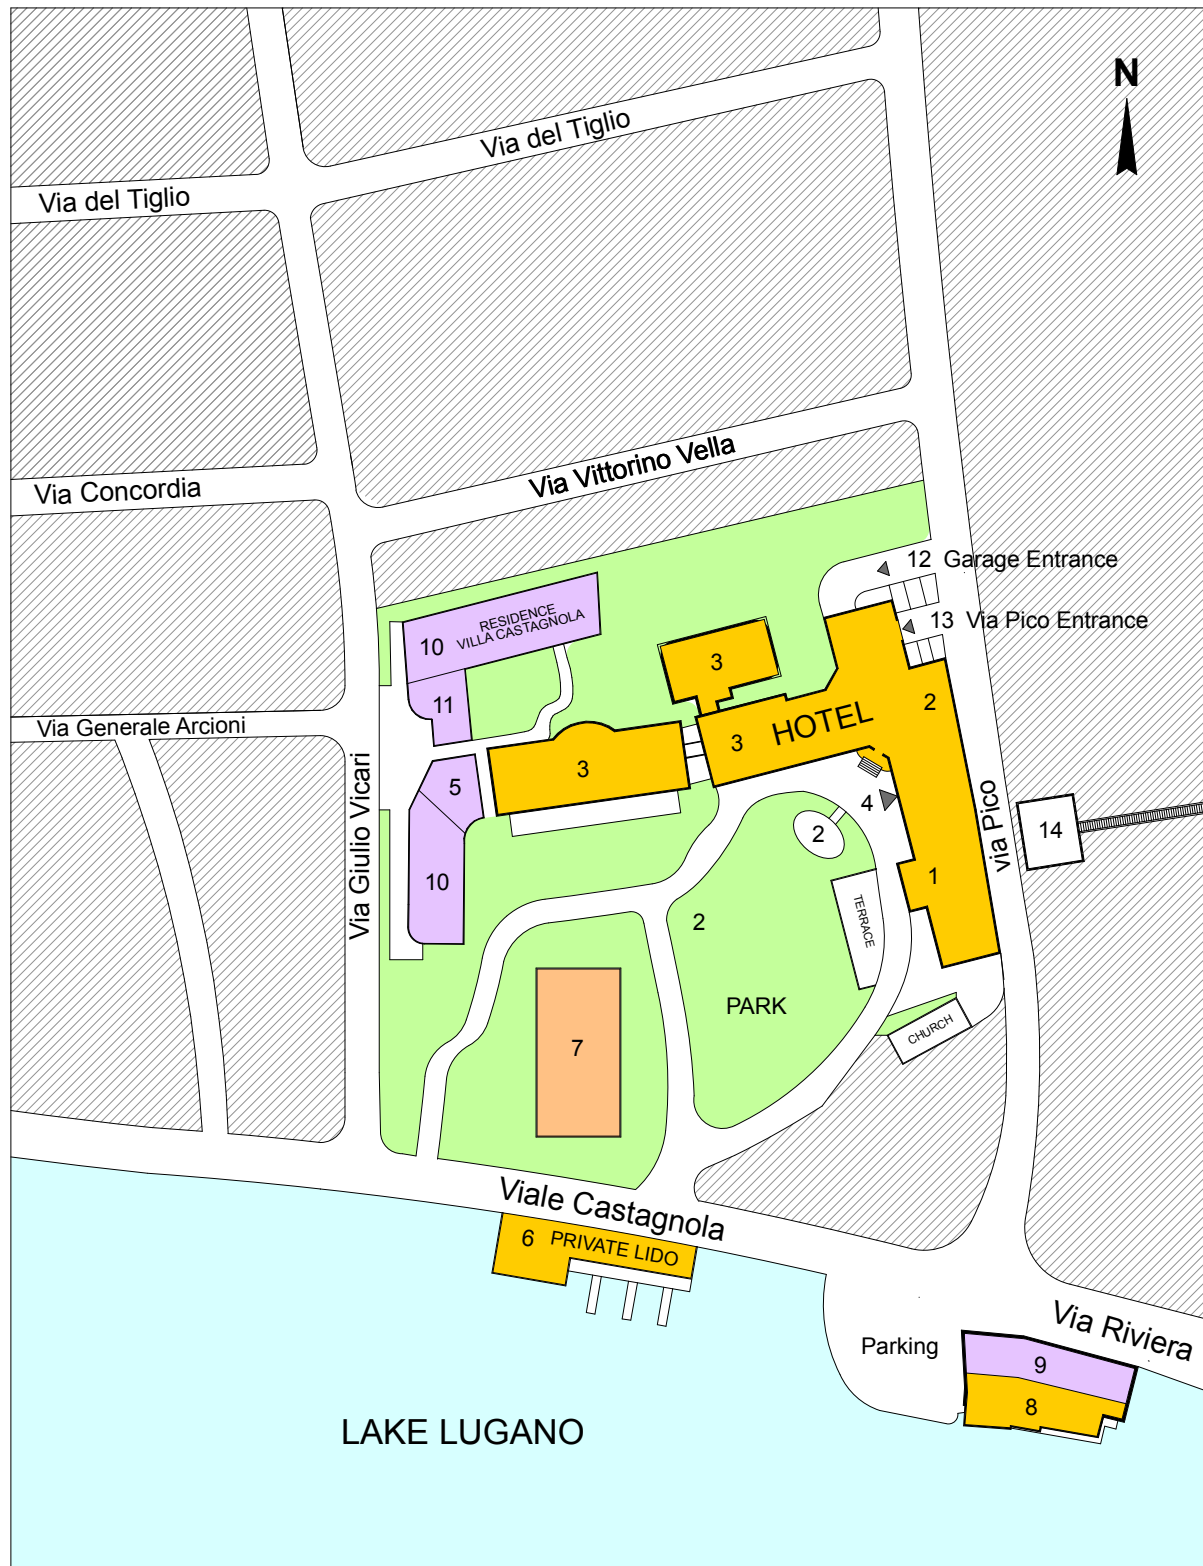 N
Via del Tiglio
Via del Tiglio
Via Vittorino Vella
Via Concordia
12 Garage Entrance
13 Via Pico Entrance
RESIDENCE
VILLA CASTAGNOLA
10
3
11
2
HOTEL
3
Via Generale Arcioni
3
5
4
2
14
via Pico
Via Giulio Vicari
10
1
2
TERRACE
PARK
CHURCH
7
Viale Castagnola
6 PRIVATE LIDO
Via Riviera
Parking
9
8
LAKE LUGANO